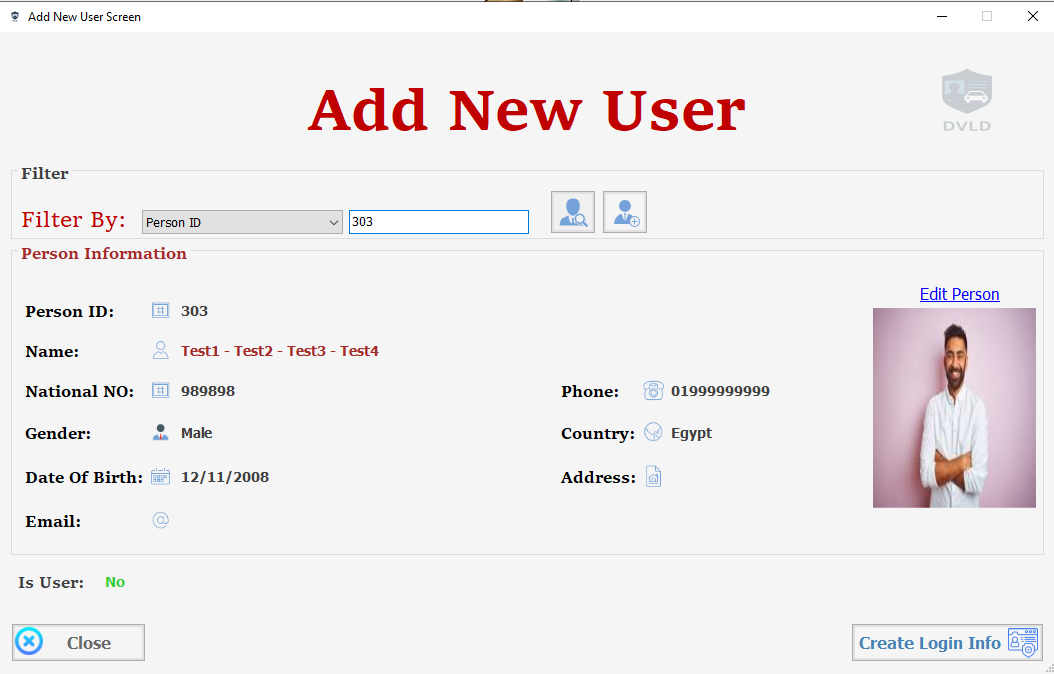 Add New User Screen
Add New User
DVLD
Filter
Filter By: Person ID 303
Person Information
Edit Person
Person ID: 303
Name: Test1 - Test2 - Test3 - Test4
National NO: 989898 Phone: 01999999999
Gender: Male Country: Egypt
Date Of Birth: 12/11/2008 Address:
Email:
Is User: No
Close Create Login Info